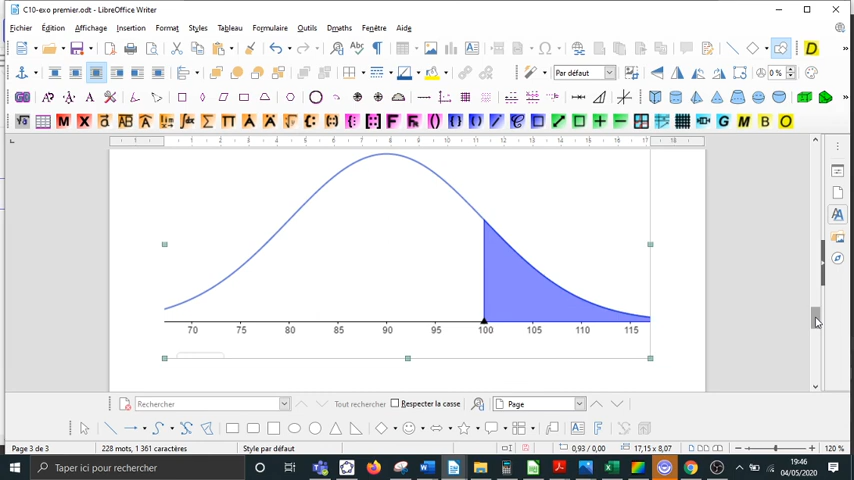 C10-exo premier.odt - LibreOffice Writer
Fichier Édition Affichage Insertion Format Styles Tableau Formulaire Outils Dmaths Fenêtre Aide
Par défaut 0 %
70 75 80 85 90 95 100 105 110 115
Rechercher Tout rechercher Respecter la casse Page
Page 3 de 3 228 mots, 1 361 caractères Style par défaut 0,93 / 0,00 17,15 x 8,07 120 %
Taper ici pour rechercher
19:46
04/05/2020